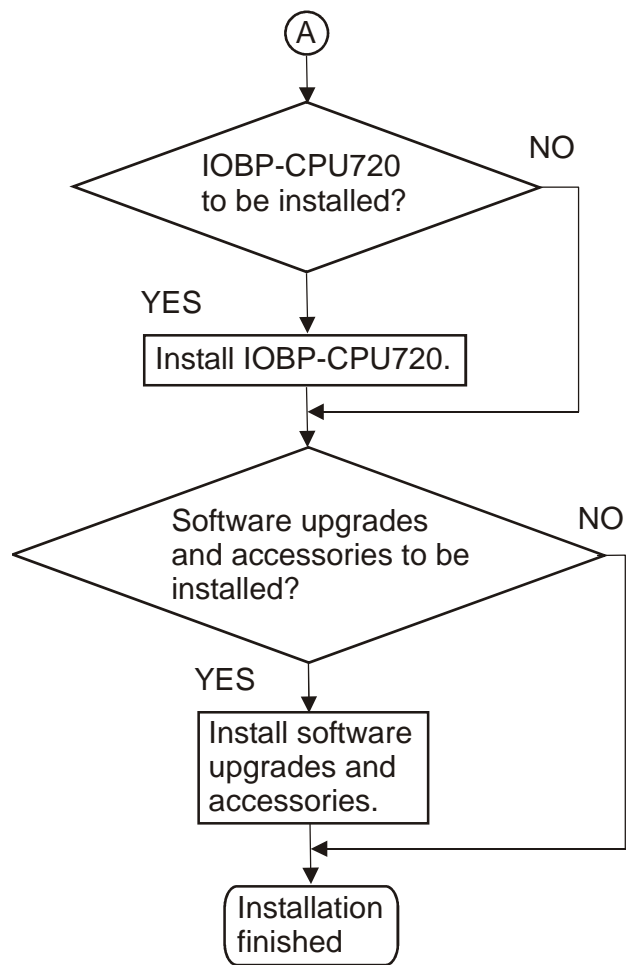 A
IOBP-CPU720
to be installed?
NO
YES
Install IOBP-CPU720.
Software upgrades
and accessories to be
installed?
NO
YES
Install software
upgrades and
accessories.
Installation
finished